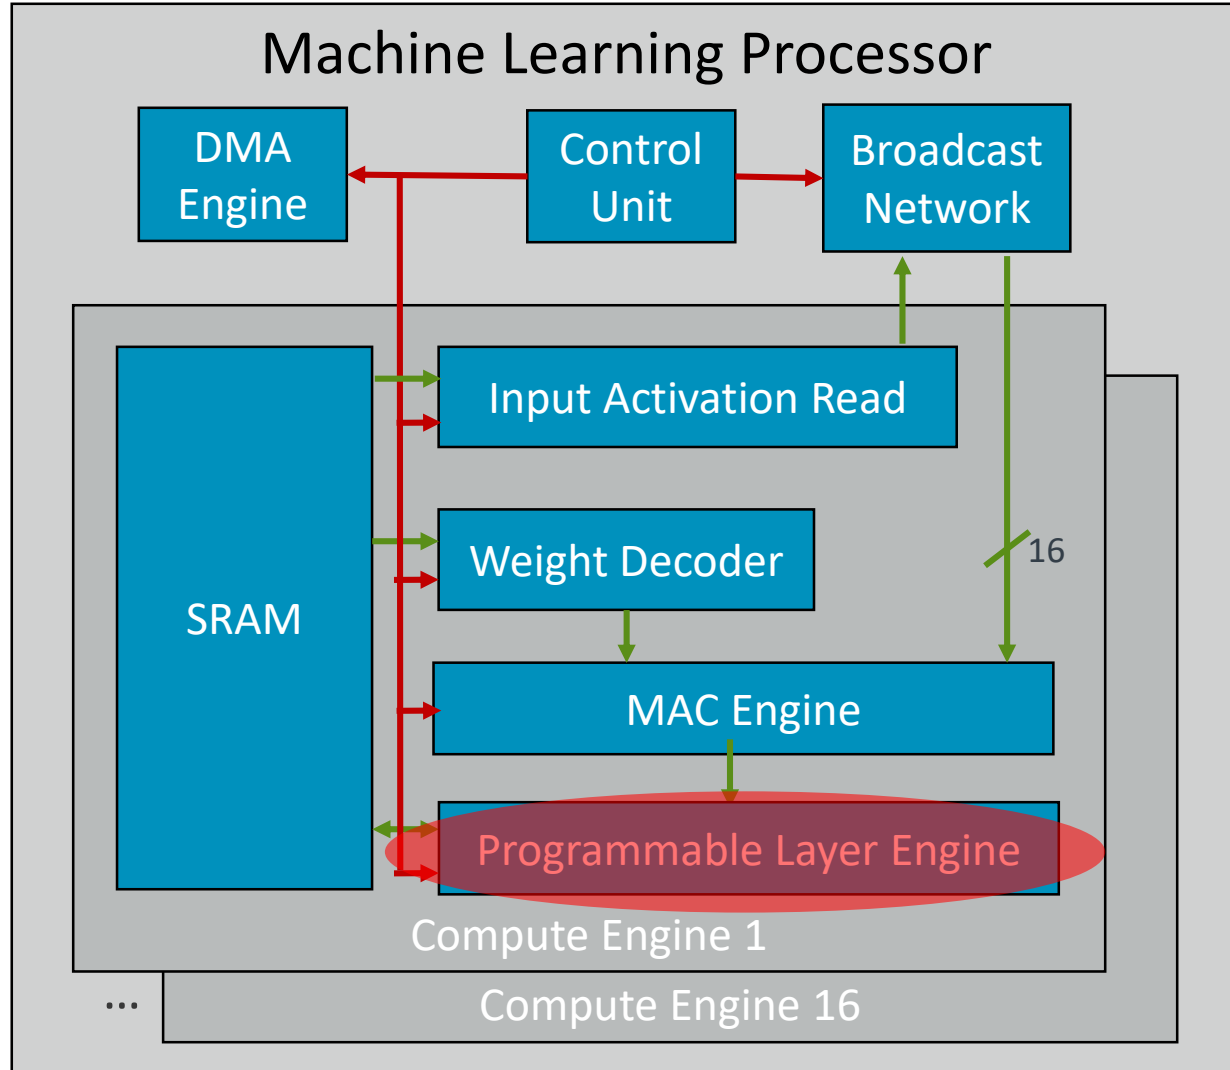 Machine Learning Processor
DMA
Engine
Control
Unit
Broadcast
Network
Input Activation Read
16
Weight Decoder
SRAM
MAC Engine
Programmable Layer Engine
Compute Engine 1
...
Compute Engine 16